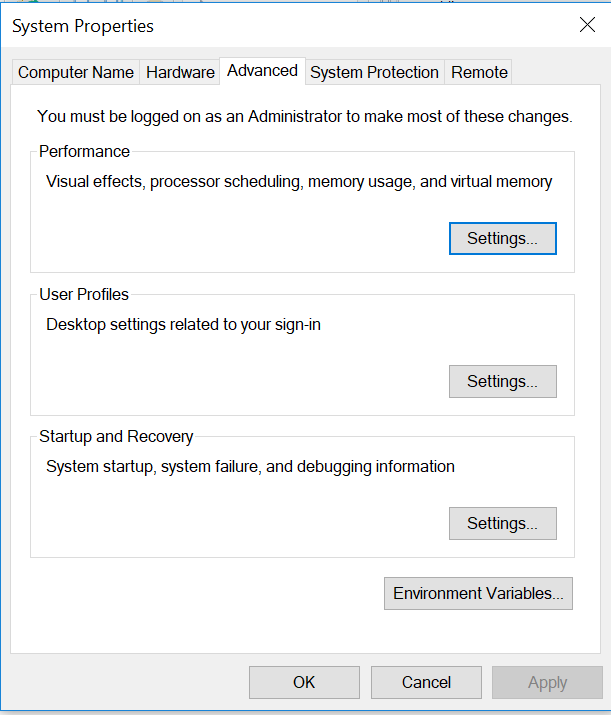 System Properties
Computer Name Hardware Advanced System Protection Remote
You must be logged on as an Administrator to make most of these changes.
Performance
Visual effects, processor scheduling, memory usage, and virtual memory
Settings...
User Profiles
Desktop settings related to your sign-in
Settings...
Startup and Recovery
System startup, system failure, and debugging information
Settings...
Environment Variables...
OK Cancel Apply